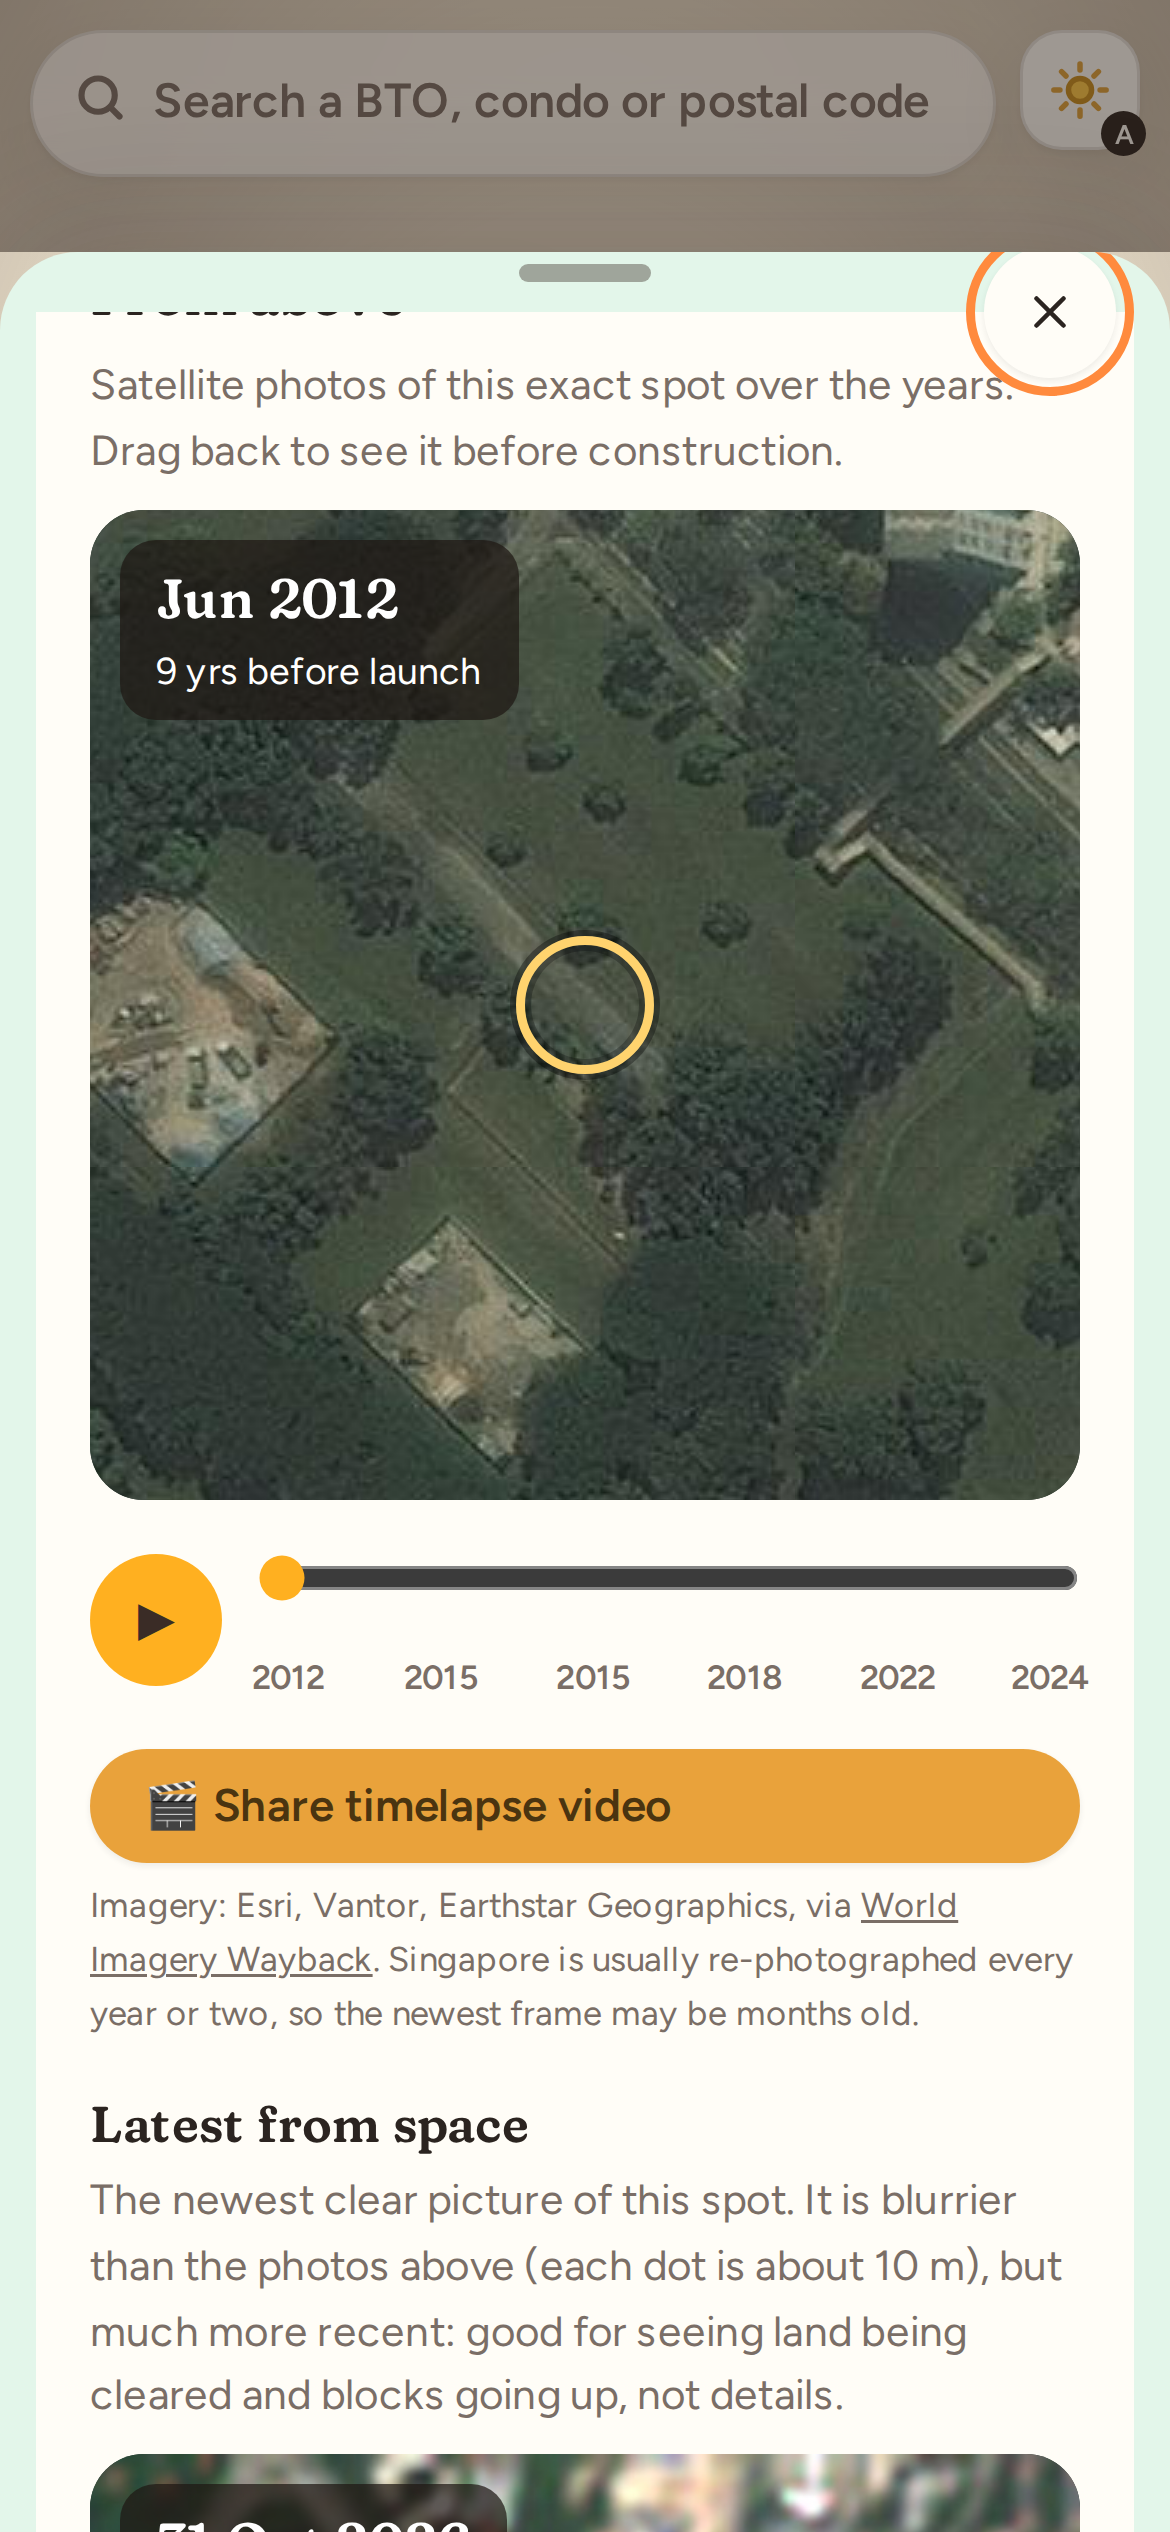 Search a BTO, condo or postal code
A
Satellite photos of this exact spot over the years.
Drag back to see it before construction.
Jun 2012
9 yrs before launch
2012 2015 2015 2018 2022 2024
🎬 Share timelapse video
Imagery: Esri, Vantor, Earthstar Geographics, via World
Imagery Wayback. Singapore is usually re-photographed every
year or two, so the newest frame may be months old.
Latest from space
The newest clear picture of this spot. It is blurrier
than the photos above (each dot is about 10 m), but
much more recent: good for seeing land being
cleared and blocks going up, not details.